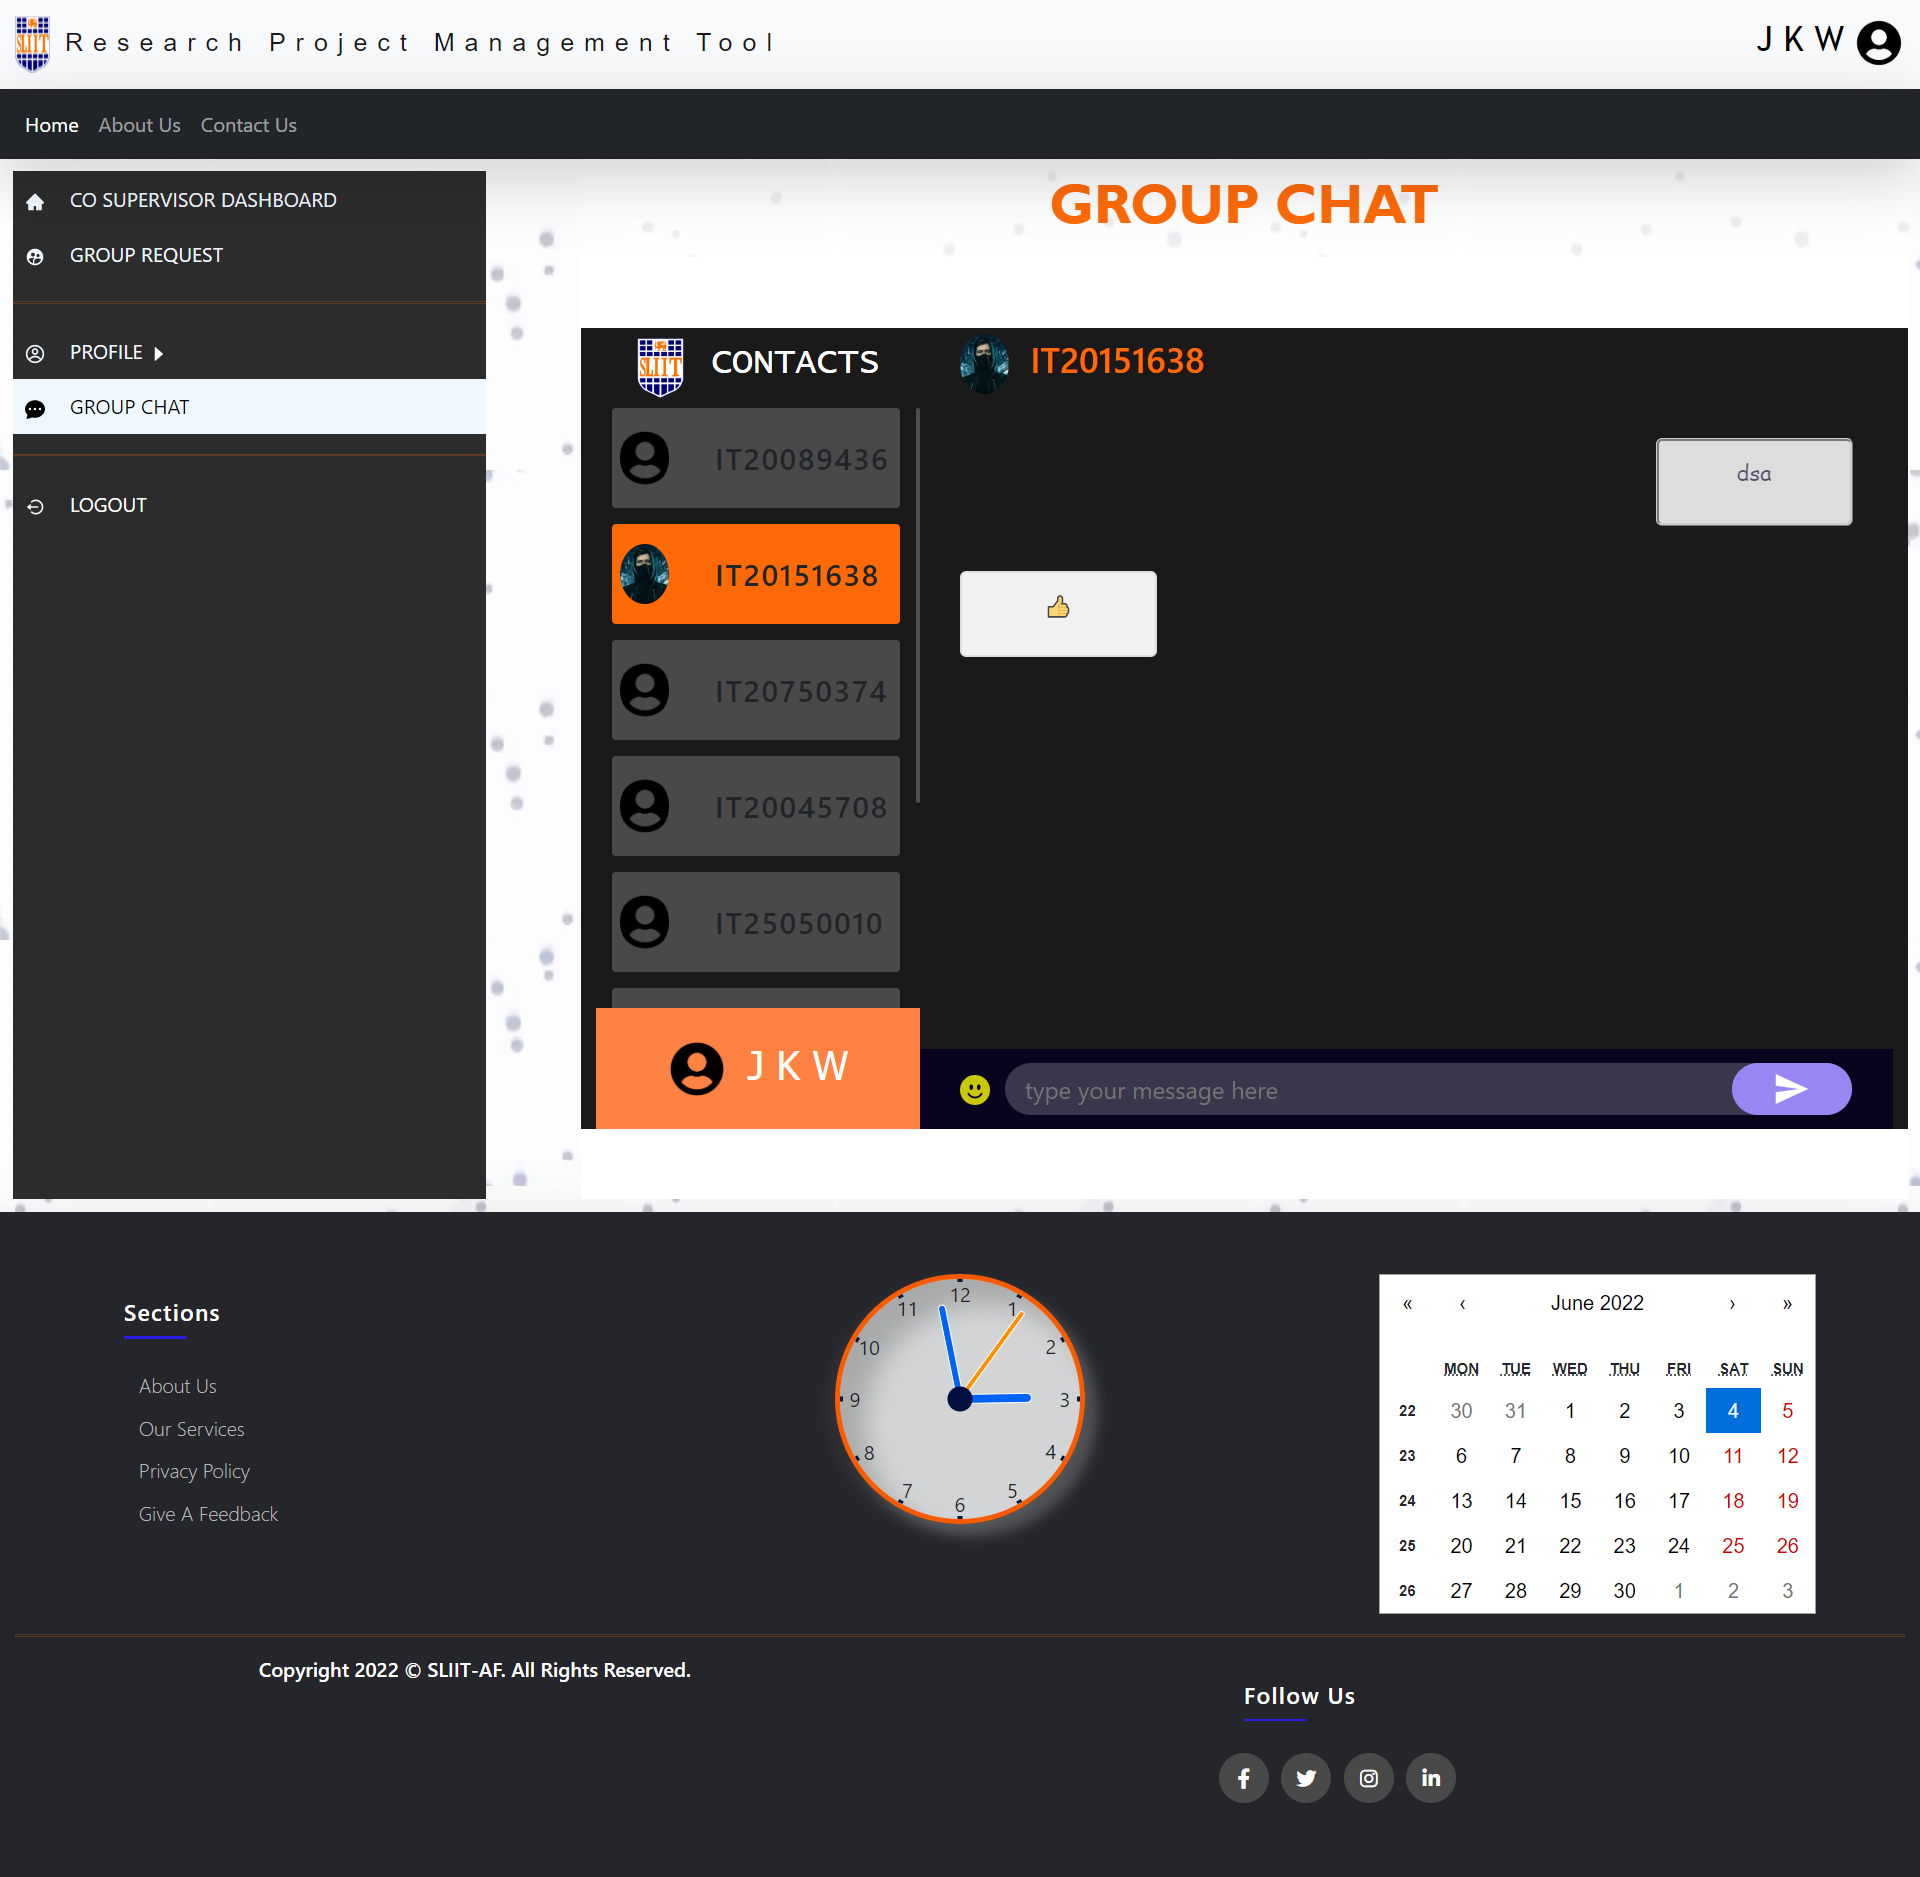 SLIIT Research Project Management Tool
J K W
Home About Us Contact Us
CO SUPERVISOR DASHBOARD
GROUP REQUEST
PROFILE
GROUP CHAT
LOGOUT
GROUP CHAT
SLIIT CONTACTS
IT20151638
IT20089436
IT20151638
IT20750374
IT20045708
IT25050010
J K W
dsa
👍
type your message here
Sections
About Us
Our Services
Privacy Policy
Give A Feedback
12
1
2
3
4
5
6
7
8
9
10
11
« ‹ June 2022 › »
MON TUE WED THU FRI SAT SUN
22 30 31 1 2 3 4 5
23 6 7 8 9 10 11 12
24 13 14 15 16 17 18 19
25 20 21 22 23 24 25 26
26 27 28 29 30 1 2 3
Copyright 2022 © SLIIT-AF. All Rights Reserved.
Follow Us